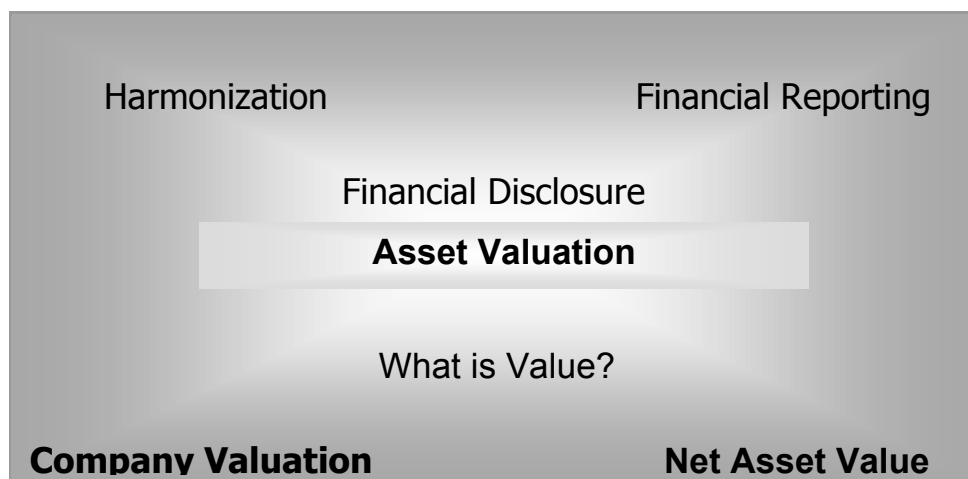 Harmonization Financial Reporting
Financial Disclosure
Asset Valuation
What is Value?
Company Valuation Net Asset Value